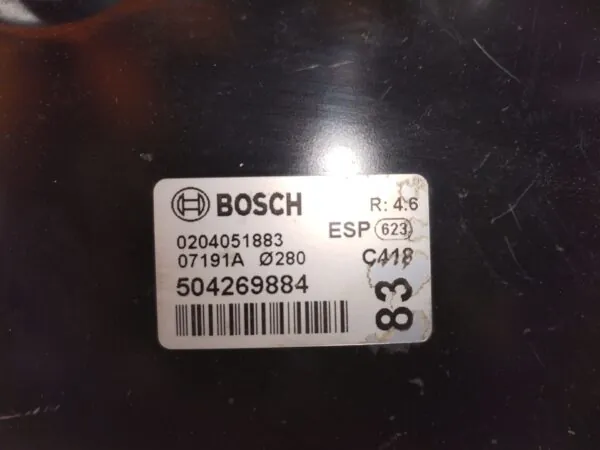 BOSCH R: 4.6
0204051883 ESP 623
07191A Ø280 C418
504269884
83